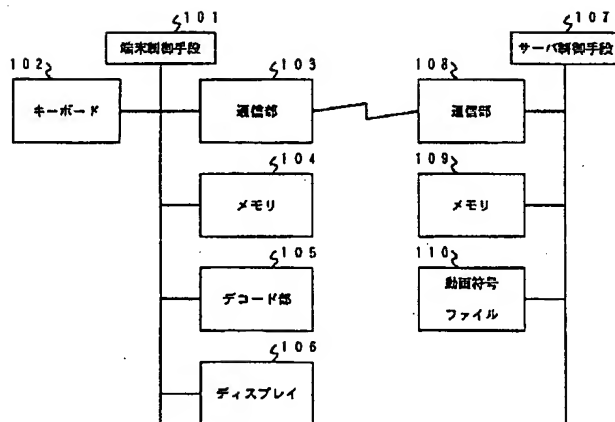 101
端末制御手段
102
キーボード
103
通信部
104
メモリ
105
デコード部
106
ディスプレイ
107
サーバ制御手段
108
通信部
109
メモリ
110
動画符号
ファイル